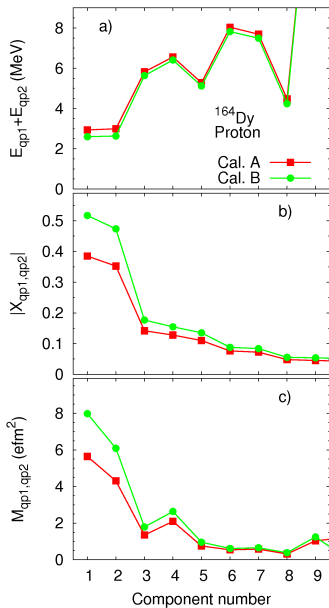 a)
8
6
4
2
0
E_qp1+E_qp2 (MeV)
164Dy
Proton
Cal. A
Cal. B
b)
0.5
0.4
0.3
0.2
0.1
0
|X_qp1,qp2|
c)
8
6
4
2
0
M_qp1,qp2 (efm²)
1 2 3 4 5 6 7 8 9
Component number